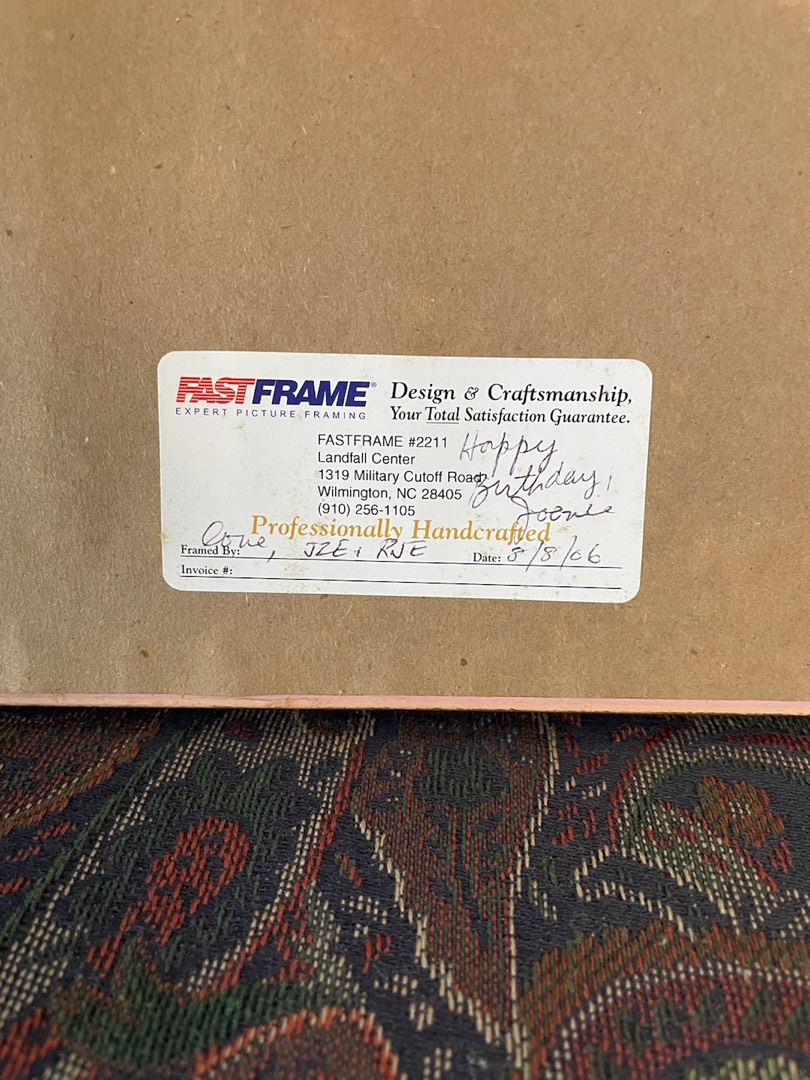 FASTFRAME®
EXPERT PICTURE FRAMING
Design & Craftsmanship,
Your Total Satisfaction Guarantee.
FASTFRAME #2211
Landfall Center
1319 Military Cutoff Road
Wilmington, NC 28405
(910) 256-1105
Happy
Birthday,
Professionally Handcrafted
Framed By: Love, JZE & RJE Date: 8/8/06
Invoice #: